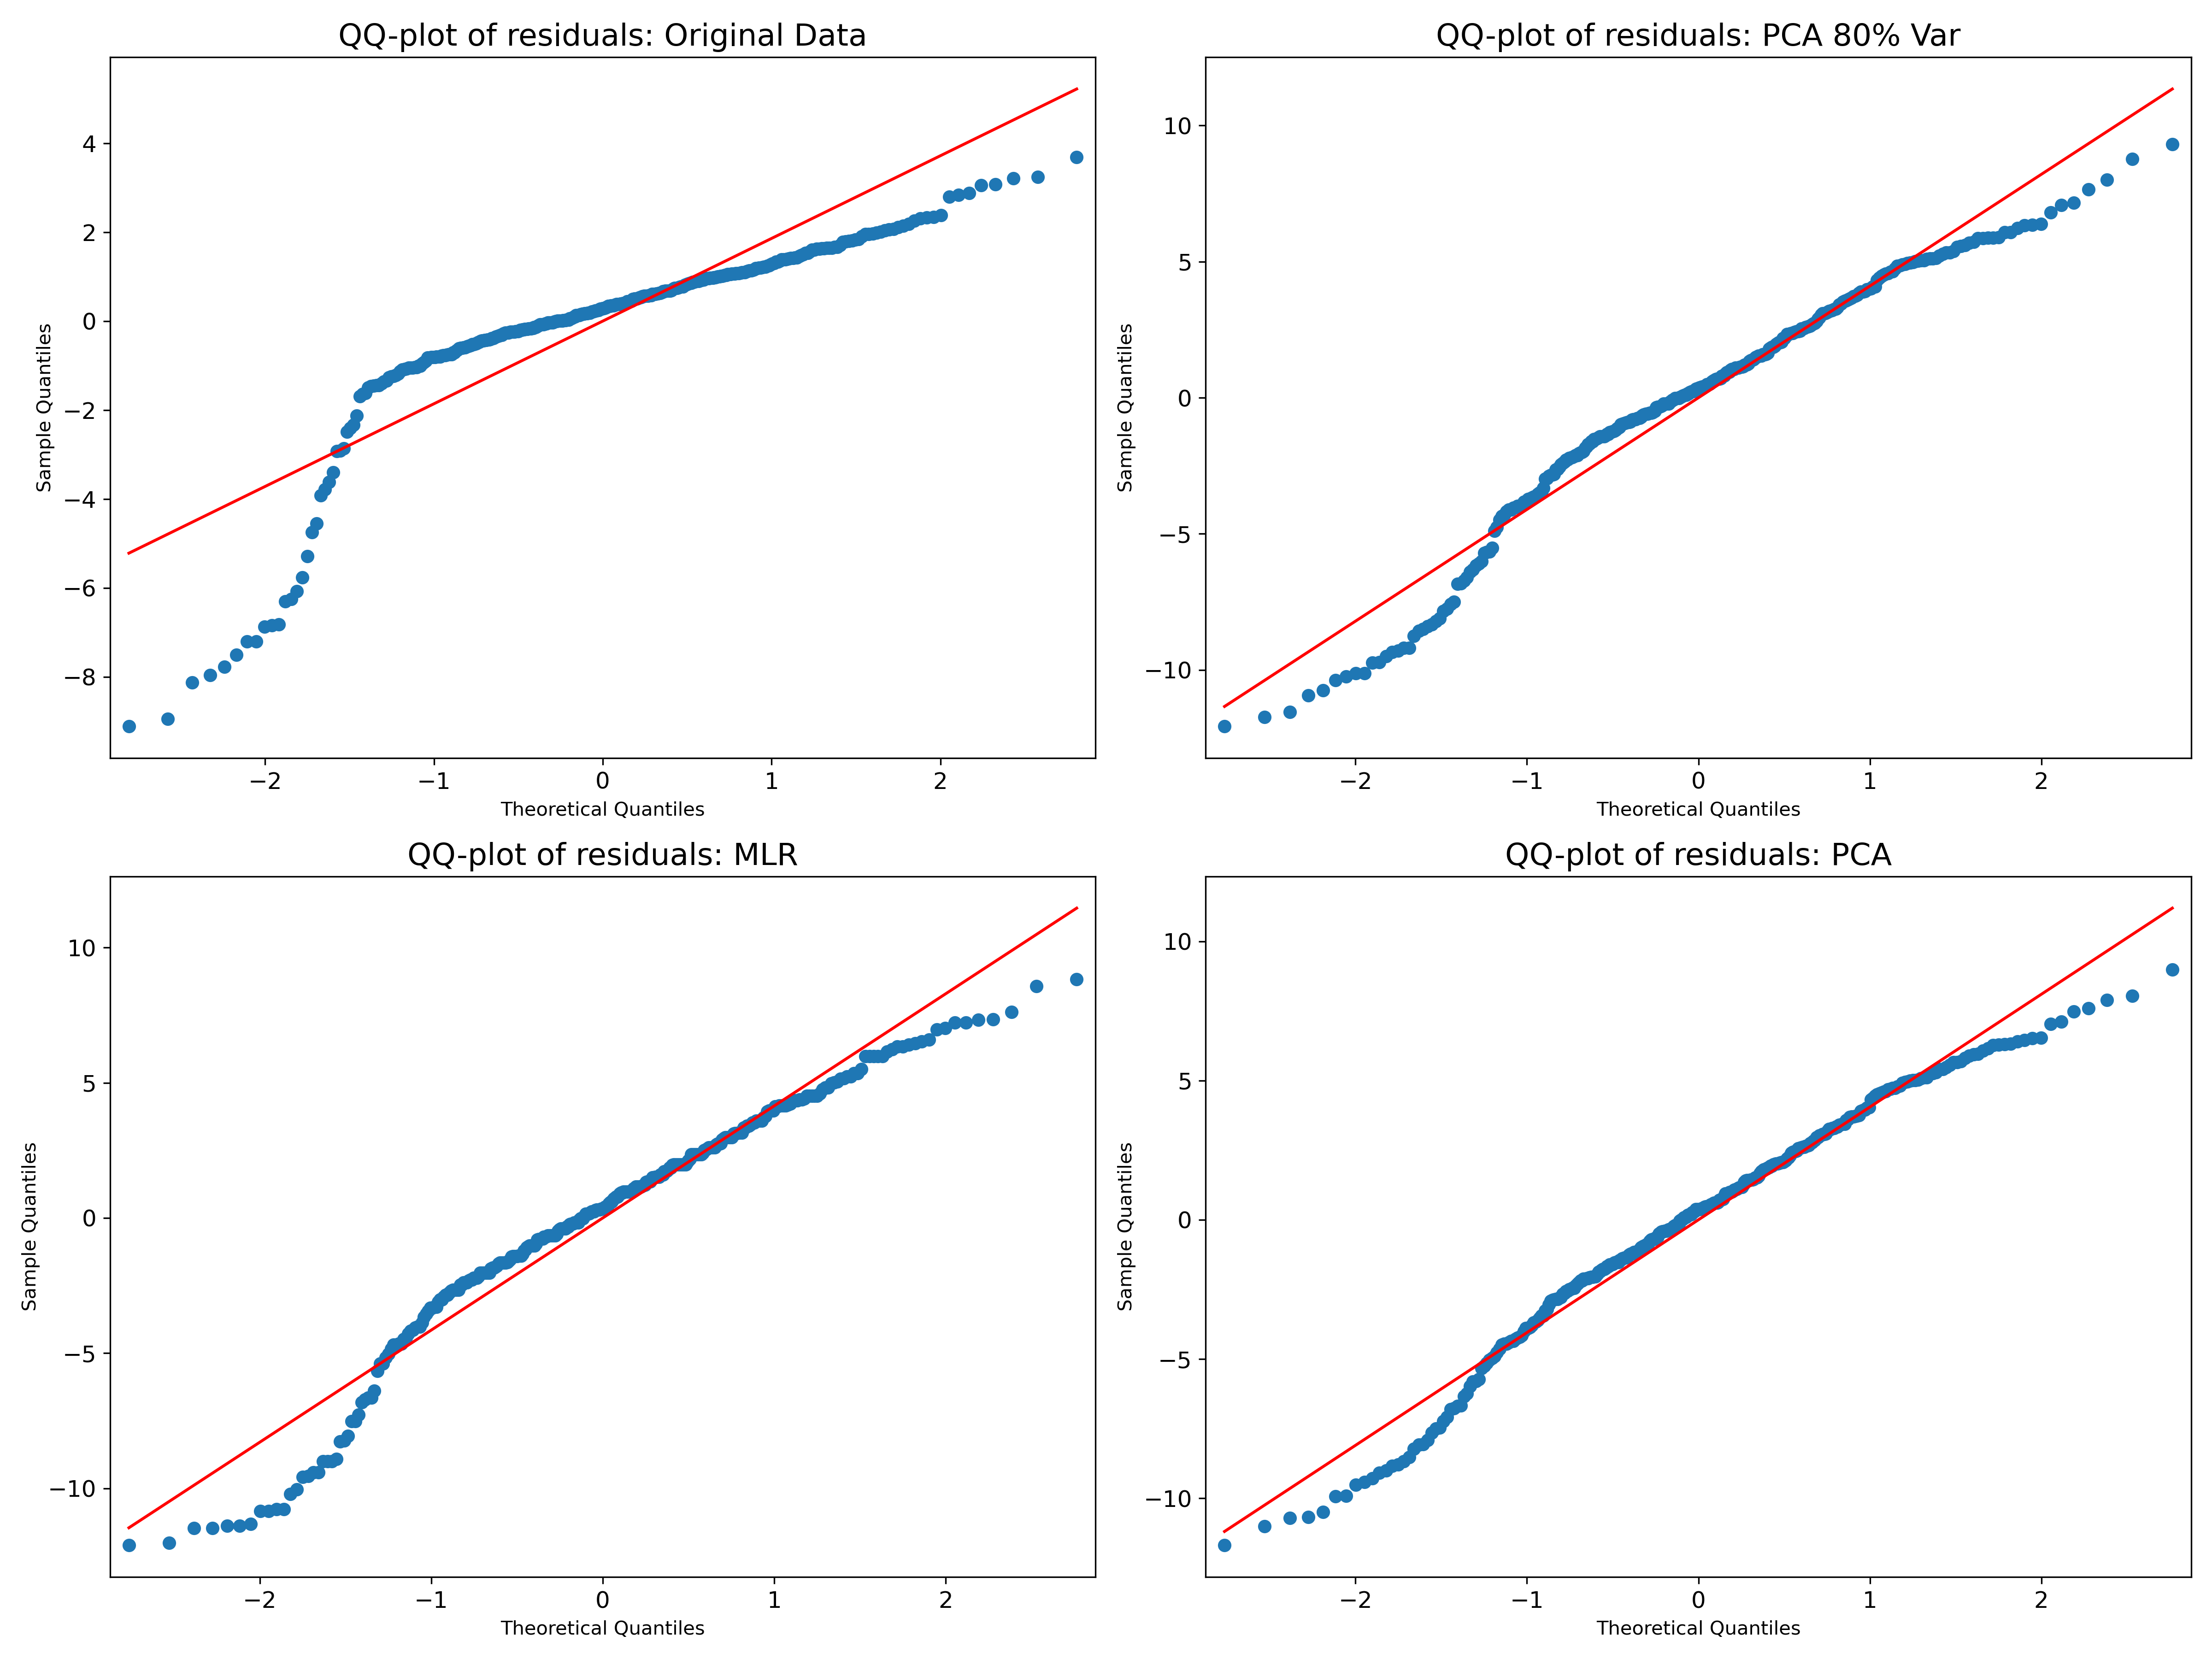 QQ-plot of residuals: Original Data
4
2
0
−2
−4
−6
−8
Sample Quantiles
−2 −1 0 1 2
Theoretical Quantiles
QQ-plot of residuals: PCA 80% Var
10
5
0
−5
−10
Sample Quantiles
−2 −1 0 1 2
Theoretical Quantiles
QQ-plot of residuals: MLR
10
5
0
−5
−10
Sample Quantiles
−2 −1 0 1 2
Theoretical Quantiles
QQ-plot of residuals: PCA
10
5
0
−5
−10
Sample Quantiles
−2 −1 0 1 2
Theoretical Quantiles